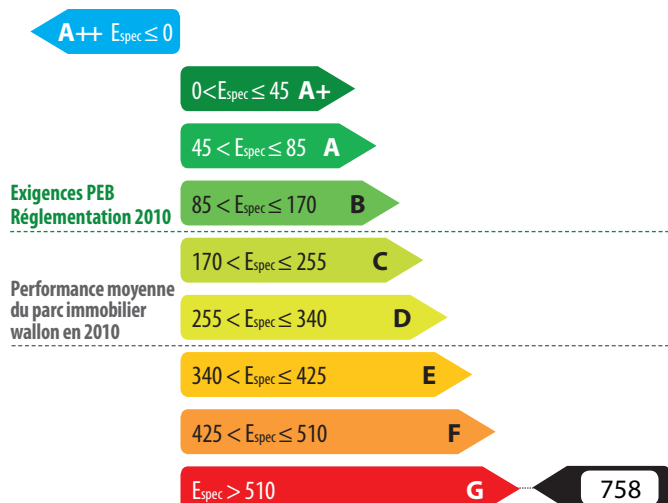 A++ Espec ≤ 0
0<Espec ≤ 45 A+
45 < Espec ≤ 85 A
Exigences PEB
Réglementation 2010
85 < Espec ≤ 170 B
170 < Espec ≤ 255 C
Performance moyenne
du parc immobilier
wallon en 2010
255 < Espec ≤ 340 D
340 < Espec ≤ 425 E
425 < Espec ≤ 510 F
Espec > 510 G 758